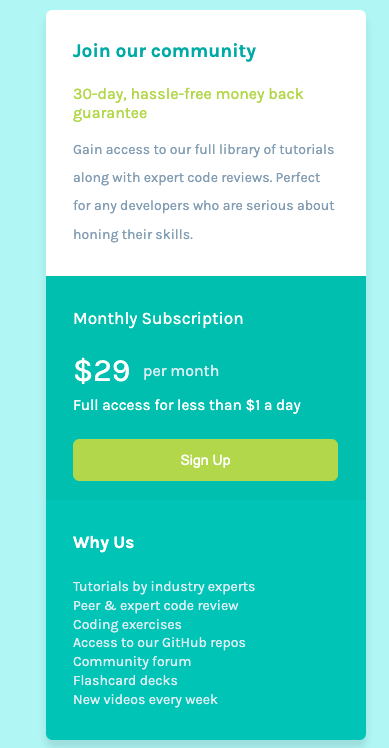 Join our community
30-day, hassle-free money back
guarantee
Gain access to our full library of tutorials
along with expert code reviews. Perfect
for any developers who are serious about
honing their skills.
Monthly Subscription
$29 per month
Full access for less than $1 a day
Sign Up
Why Us
Tutorials by industry experts
Peer & expert code review
Coding exercises
Access to our GitHub repos
Community forum
Flashcard decks
New videos every week